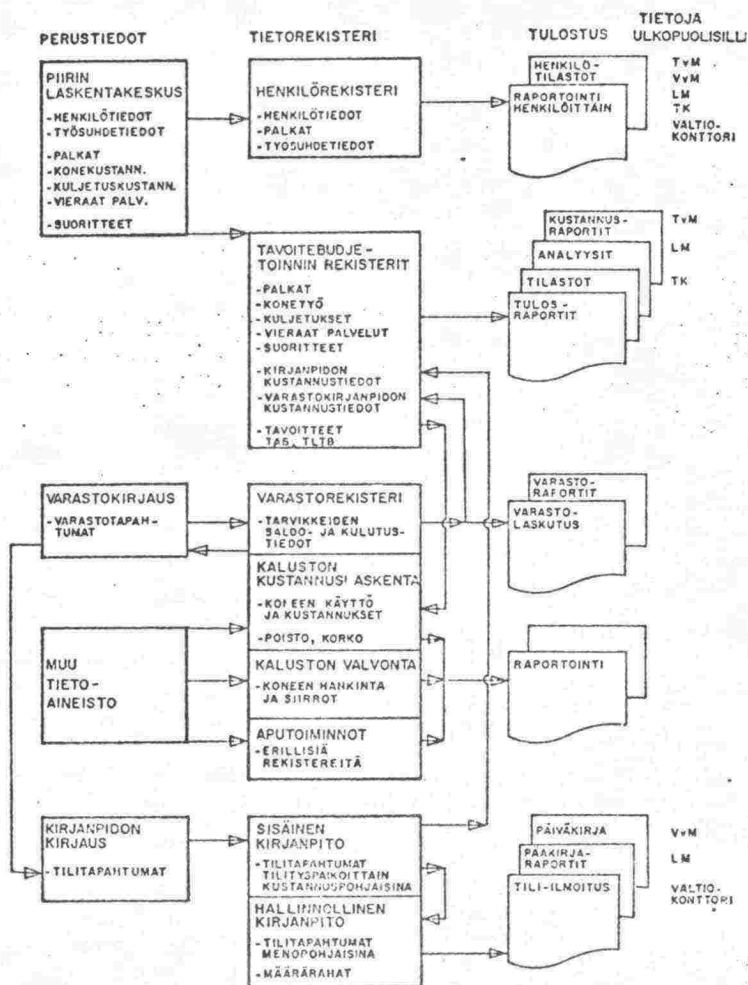 PERUSTIEDOT
TIETOREKISTERI
TULOSTUS
TIETOJA
ULKOPUOLISILL
PIIRIN
LASKENTAKESKUS
-HENKILÖTIEDOT
-TYÖSUHDETIEDOT
-PALKAT
-KONEKUSTANN.
-KULJETUSKUSTANN.
-VIERAAT PALV.
-SUORITTEET
HENKILÖREKISTERI
-HENKILÖTIEDOT
-PALKAT
-TYÖSUHDETIEDOT
HENKILÖ-
TILASTOT
RAPORTOINTI
HENKILÖITTÄIN
TvM
VvM
LM
TK
VALTIO-
KONTTORI
TAVOITEBUDJE-
TOINNIN REKISTERIT
-PALKAT
-KONETYÖ
-KULJETUKSET
-VIERAAT PALVELUT
-SUORITTEET
-KIRJANPIDON
KUSTANNUSTIEDOT
-VARASTOKIRJANPIDON
KUSTANNUSTIEDOT
-TAVOITTEET
TAS, TLTB
KUSTANNUS-
RAPORTIT
ANALYYSIT
TILASTOT
TULOS-
RAPORTIT
TvM
LM
TK
VARASTOKIRJAUS
-VARASTOTAPAH-
TUMAT
VARASTOREKISTERI
-TARVIKKEIDEN
SALDO- JA KULUTUS-
TIEDOT
VARASTO-
RAPORTIT
VARASTO-
LASKUTUS
KALUSTON
KUSTANNUSLASKENTA
-KONEEN KÄYTTÖ
JA KUSTANNUKSET
-POISTO, KORKO
MUU
TIETO-
AINEISTO
KALUSTON VALVONTA
-KONEEN HANKINTA
JA SIIRROT
APUTOIMINNOT
-ERILLISIÄ
REKISTEREITÄ
RAPORTOINTI
KIRJANPIDON
KIRJAUS
-TILITAPAHTUMAT
SISÄINEN
KIRJANPITO
-TILITAPAHTUMAT
TILITYSPAIKOITTAIN
KUSTANNUSPOHJAISINA
HALLINNOLLINEN
KIRJANPITO
-TILITAPAHTUMAT
MENOPOHJAISINA
-MÄÄRÄRAHAT
PÄIVÄKIRJA
PÄÄKIRJA-
RAPORTIT
TILI-ILMOITUS
VvM
LM
VALTIO-
KONTTORI